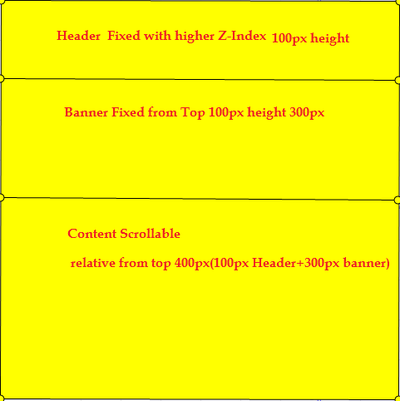 Header Fixed with higher Z-Index 100px height
Banner Fixed from Top 100px height 300px
Content Scrollable
relative from top 400px(100px Header+300px banner)